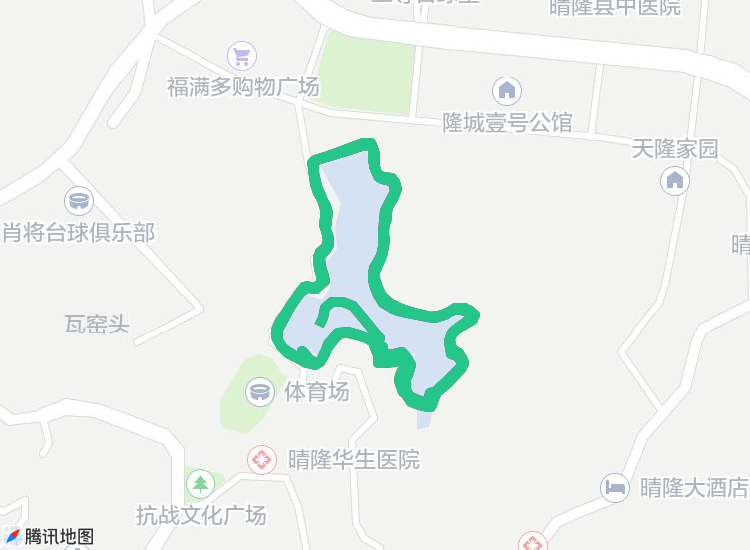 晴隆县中医院
福满多购物广场
隆城壹号公馆
天隆家园
肖将台球俱乐部
晴
瓦窑头
体育场
晴隆华生医院
晴隆大酒店
抗战文化广场
腾讯地图